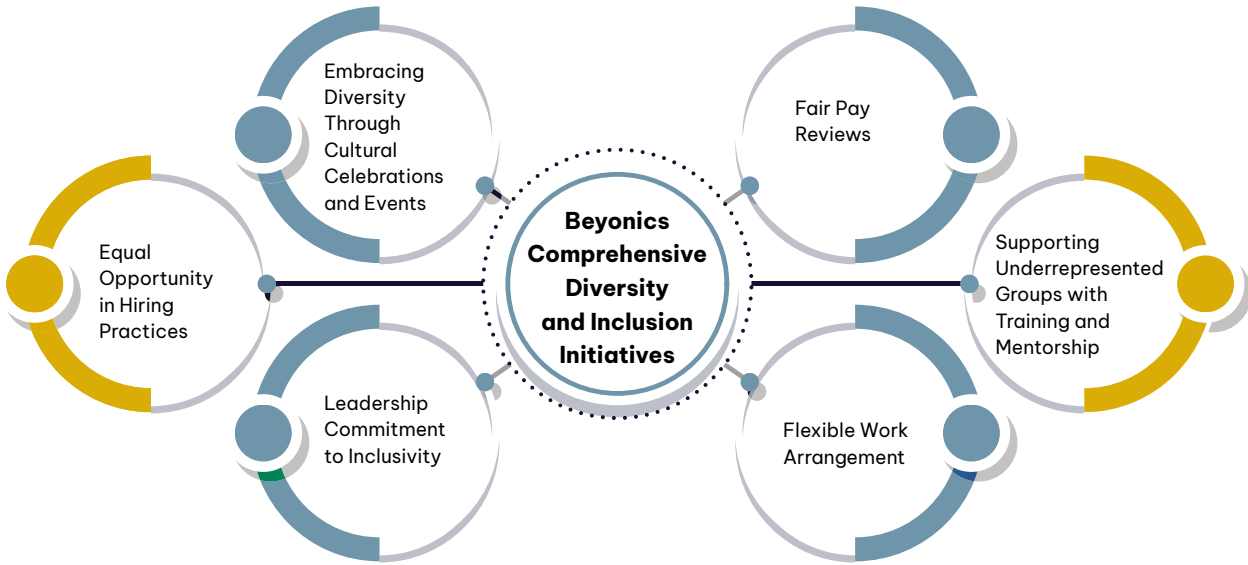 Embracing
Diversity
Through
Cultural
Celebrations
and Events
Fair Pay
Reviews
Equal
Opportunity
in Hiring
Practices
Beyonics
Comprehensive
Diversity
and Inclusion
Initiatives
Supporting
Underrepresented
Groups with
Training and
Mentorship
Leadership
Commitment
to Inclusivity
Flexible Work
Arrangement